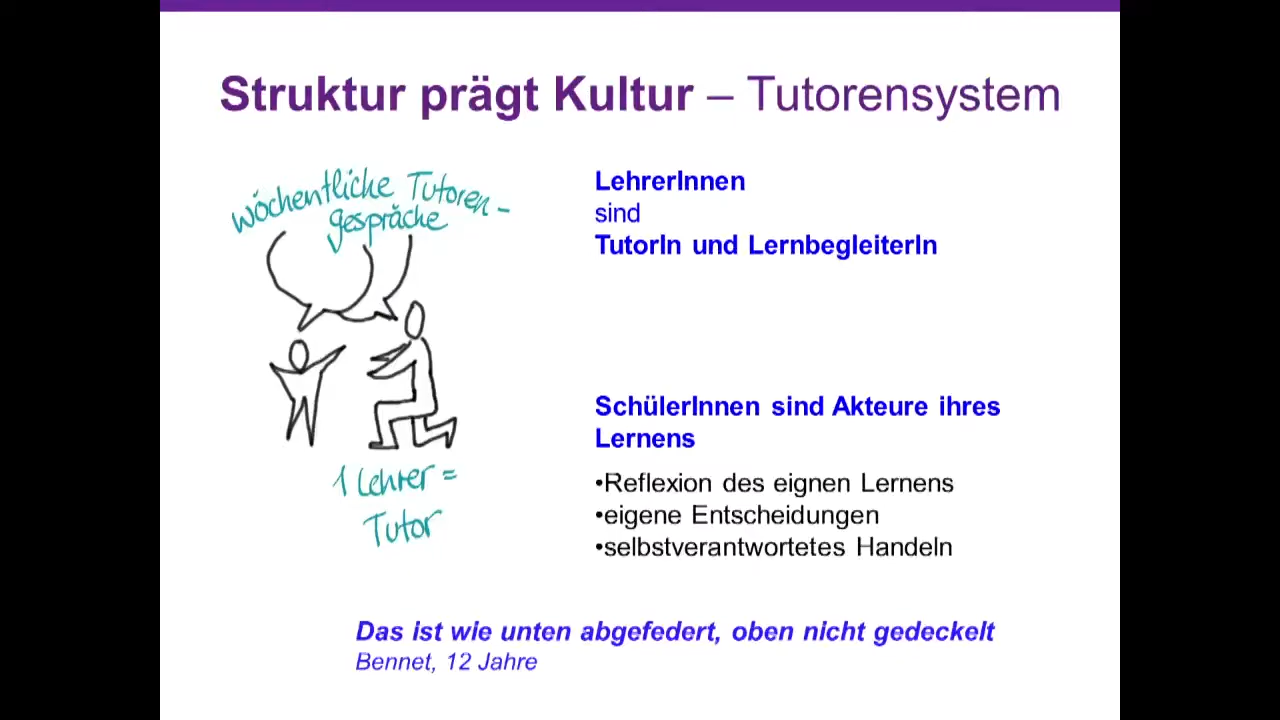 Struktur prägt Kultur – Tutorensystem
wöchentliche Tutoren-
gespräche
1 Lehrer =
Tutor
LehrerInnen
sind
TutorIn und LernbegleiterIn
SchülerInnen sind Akteure ihres
Lernens
•Reflexion des eignen Lernens
•eigene Entscheidungen
•selbstverantwortetes Handeln
Das ist wie unten abgefedert, oben nicht gedeckelt
Bennet, 12 Jahre